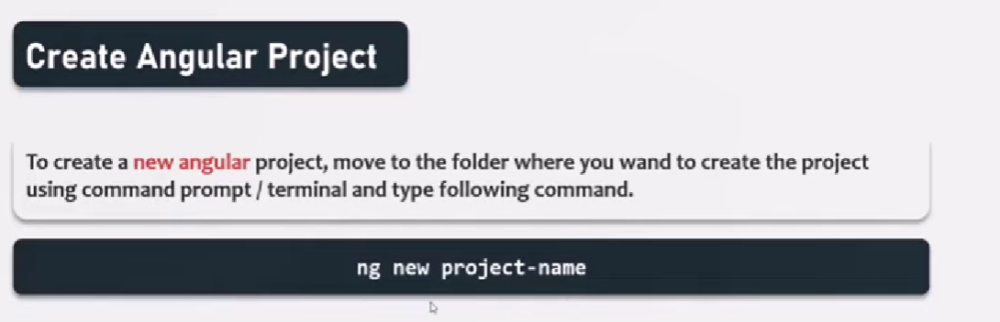 Create Angular Project
To create a new angular project, move to the folder where you wand to create the project
using command prompt / terminal and type following command.
ng new project-name